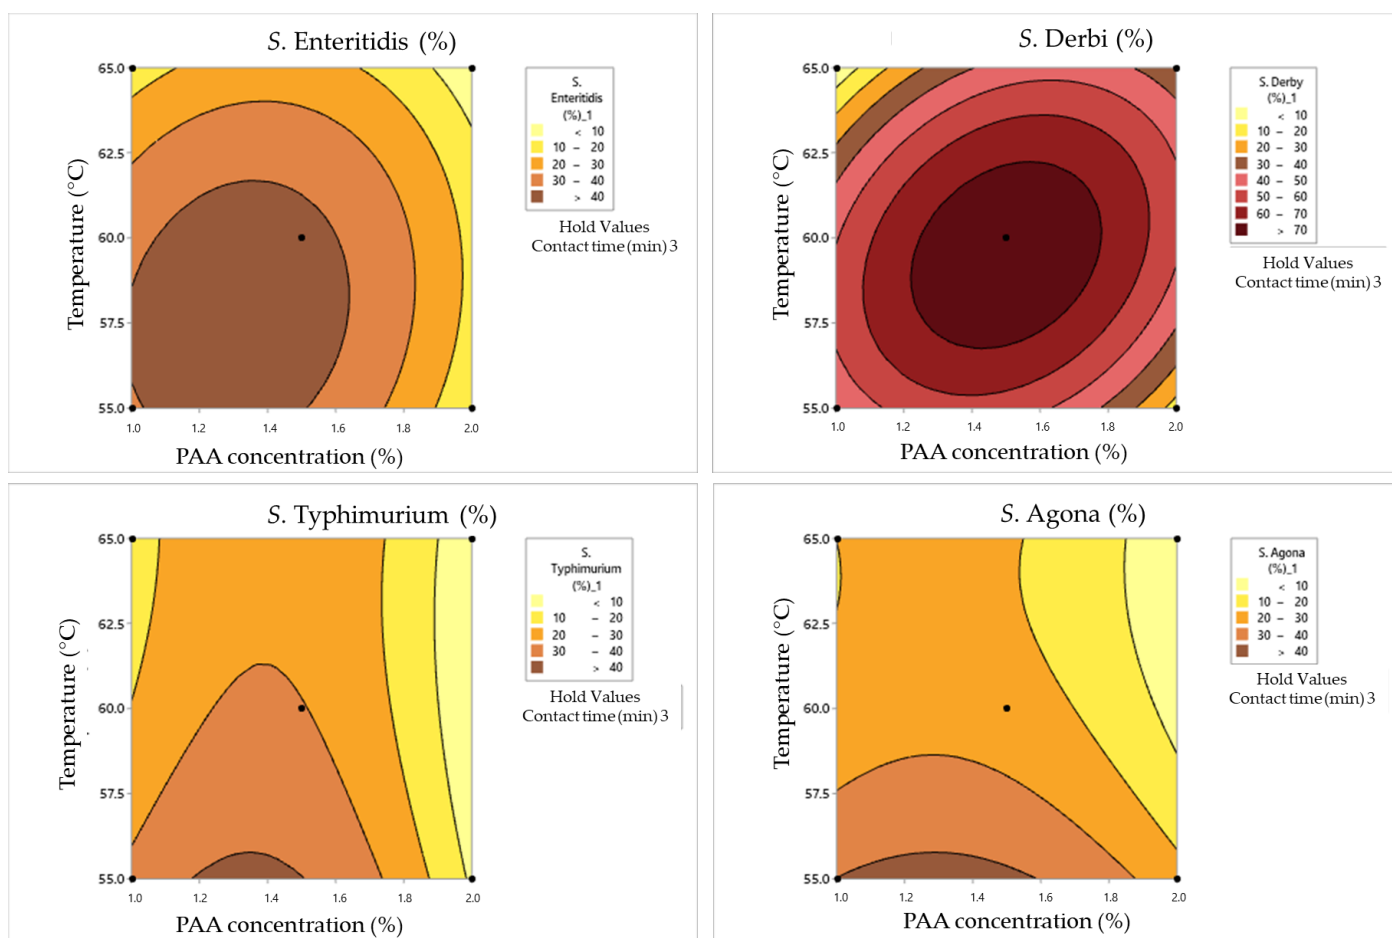 S. Enteritidis (%)
65.0
62.5
60.0
57.5
55.0
Temperature (°C)
1.0 1.2 1.4 1.6 1.8 2.0
PAA concentration (%)
S.
Enteritidis
(%)_1
< 10
10 – 20
20 – 30
30 – 40
> 40
Hold Values
Contact time (min) 3
S. Derbi (%)
65.0
62.5
60.0
57.5
55.0
Temperature (°C)
1.0 1.2 1.4 1.6 1.8 2.0
PAA concentration (%)
S. Derby
(%)_1
< 10
10 – 20
20 – 30
30 – 40
40 – 50
50 – 60
60 – 70
> 70
Hold Values
Contact time (min) 3
S. Typhimurium (%)
65.0
62.5
60.0
57.5
55.0
Temperature (°C)
1.0 1.2 1.4 1.6 1.8 2.0
PAA concentration (%)
S.
Typhimurium
(%)_1
< 10
10 – 20
20 – 30
30 – 40
> 40
Hold Values
Contact time (min) 3
S. Agona (%)
65.0
62.5
60.0
57.5
55.0
Temperature (°C)
1.0 1.2 1.4 1.6 1.8 2.0
PAA concentration (%)
S. Agona
(%)_1
< 10
10 – 20
20 – 30
30 – 40
> 40
Hold Values
Contact time (min) 3